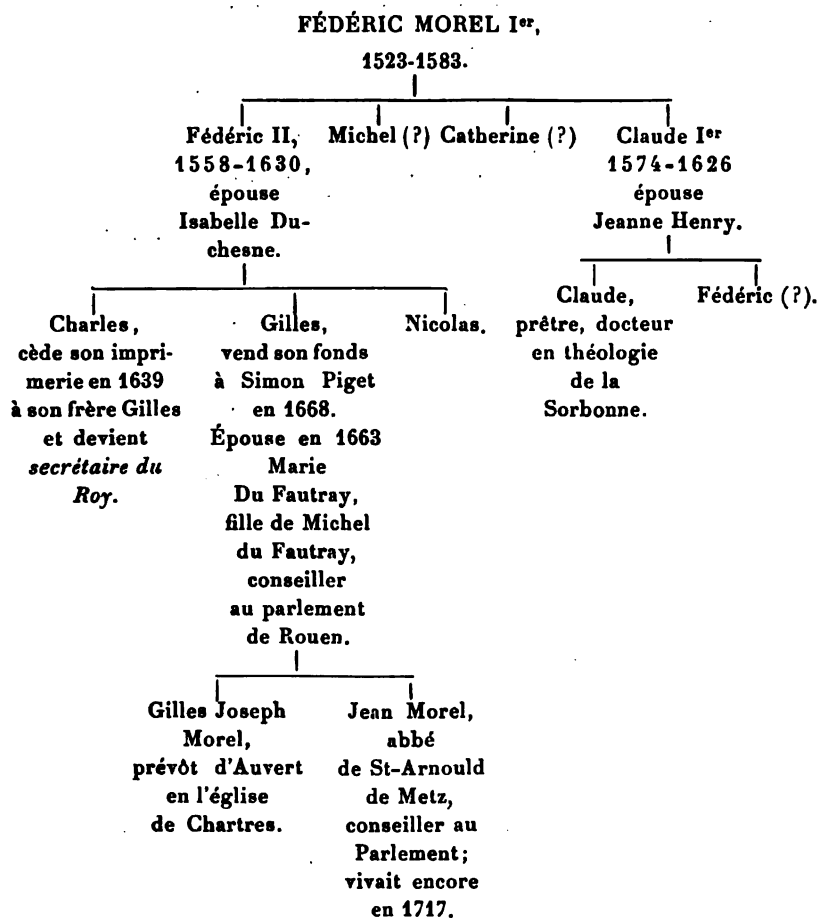 FÉDÉRIC MOREL Iᵉʳ,
1523-1583.
Fédéric II,
1558-1630,
épouse
Isabelle Du-
chesne.
Michel (?)
Catherine (?)
Claude Iᵉʳ
1574-1626
épouse
Jeanne Henry.
Charles,
cède son impri-
merie en 1639
à son frère Gilles
et devient
secrétaire du
Roy.
Gilles,
vend son fonds
à Simon Piget
en 1668.
Épouse en 1663
Marie
Du Fautray,
fille de Michel
du Fautray,
conseiller
au parlement
de Rouen.
Nicolas.
Claude,
prêtre, docteur
en théologie
de la
Sorbonne.
Fédéric (?).
Gilles Joseph
Morel,
prévôt d'Auvert
en l'église
de Chartres.
Jean Morel,
abbé
de St-Arnould
de Metz,
conseiller au
Parlement;
vivait encore
en 1717.